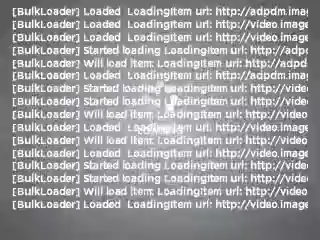 [BulkLoader] Loaded LoadingItem url: http://adpdm.imag
[BulkLoader] Loaded LoadingItem url: http://video.image
[BulkLoader] Loaded LoadingItem url: http://video.image
[BulkLoader] Started loading LoadingItem url: http://adpd
[BulkLoader] Will load item: LoadingItem url: http://adpd
[BulkLoader] Loaded LoadingItem url: http://adpdm.imag
[BulkLoader] Started loading LoadingItem url: http://vide
[BulkLoader] Started loading LoadingItem url: http://vide
[BulkLoader] Will load item: LoadingItem url: http://video
[BulkLoader] Loaded LoadingItem url: http://video.image
[BulkLoader] Will load item: LoadingItem url: http://video
[BulkLoader] Loaded LoadingItem url: http://video.image
[BulkLoader] Started loading LoadingItem url: http://vide
[BulkLoader] Started loading LoadingItem url: http://vide
[BulkLoader] Will load item: LoadingItem url: http://video
[BulkLoader] Loaded LoadingItem url: http://video.image